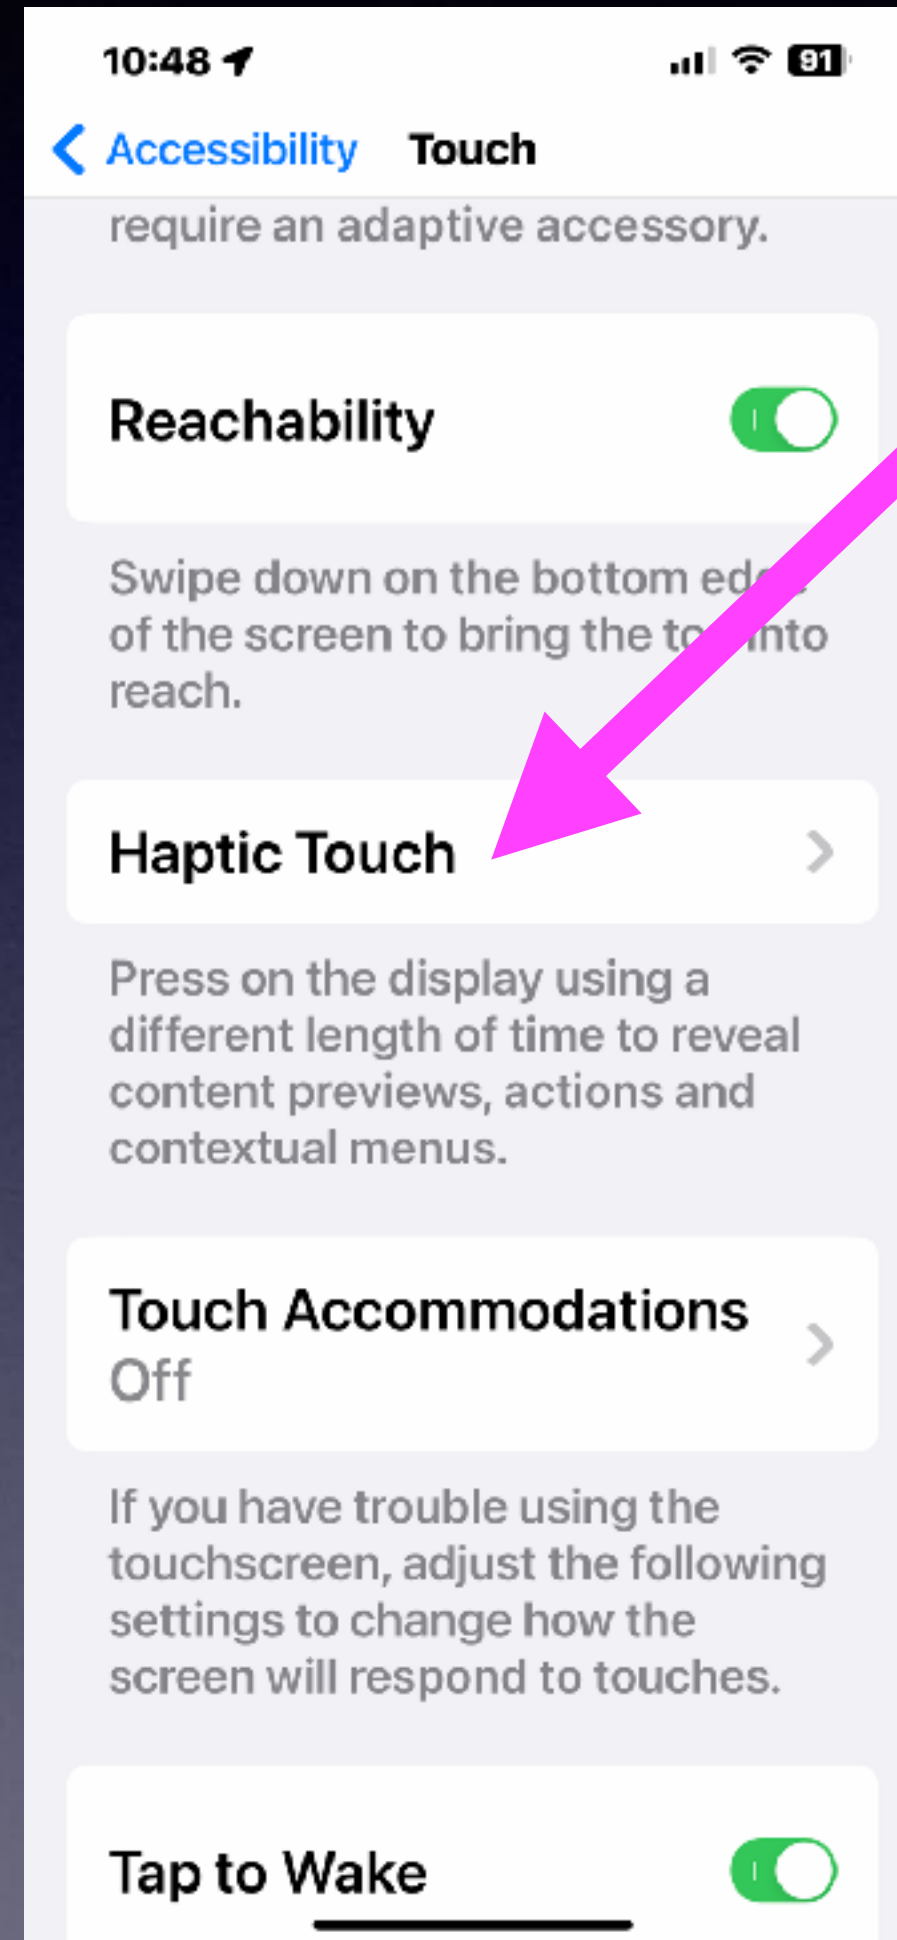 10:48
91
Accessibility Touch
require an adaptive accessory.
Reachability
Swipe down on the bottom edge
of the screen to bring the top into
reach.
Haptic Touch
Press on the display using a
different length of time to reveal
content previews, actions and
contextual menus.
Touch Accommodations
Off
If you have trouble using the
touchscreen, adjust the following
settings to change how the
screen will respond to touches.
Tap to Wake